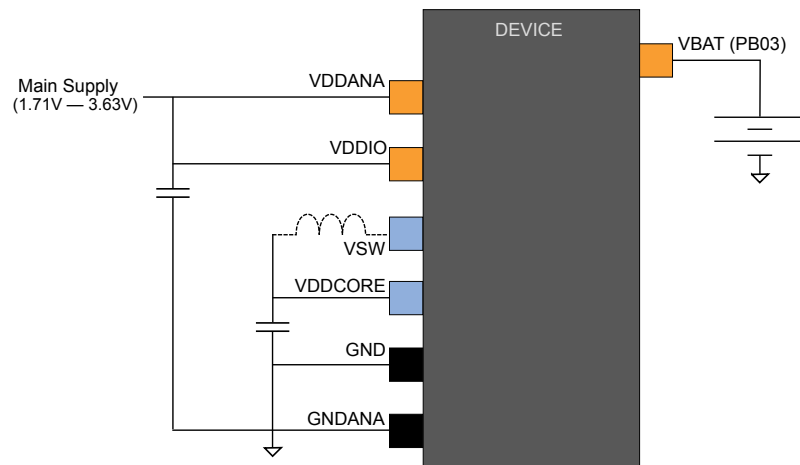 DEVICE
VBAT (PB03)
VDDANA
Main Supply
(1.71V — 3.63V)
VDDIO
VSW
VDDCORE
GND
GNDANA